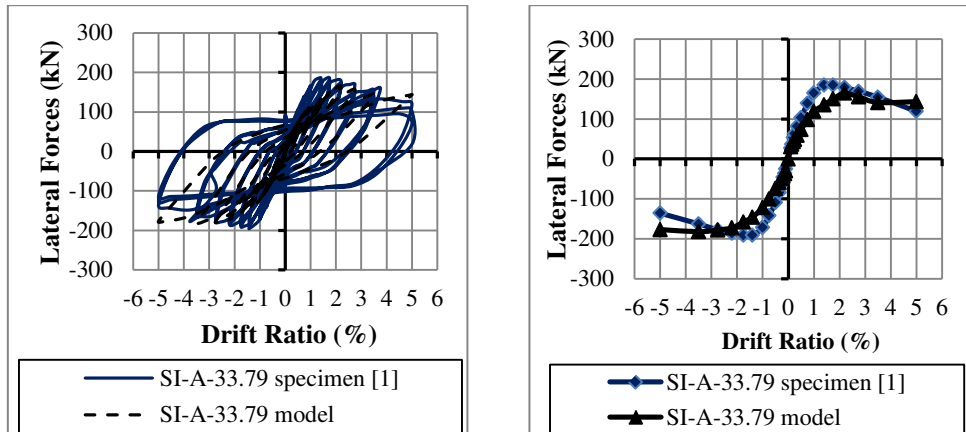 Lateral Forces (kN)
300
200
100
0
-100
-200
-300
-6 -5 -4 -3 -2 -1 0 1 2 3 4 5 6
Drift Ratio (%)
SI-A-33.79 specimen [1]
SI-A-33.79 model
Lateral Forces (kN)
300
200
100
0
-100
-200
-300
-6 -5 -4 -3 -2 -1 0 1 2 3 4 5 6
Drift Ratio (%)
SI-A-33.79 specimen [1]
SI-A-33.79 model